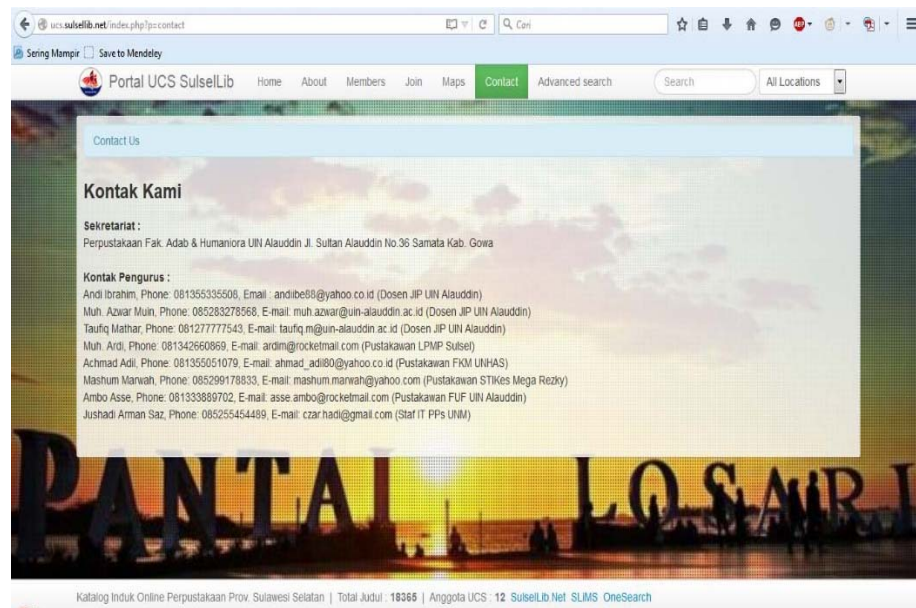 ucs.sulsellib.net/index.php?p=contact
Cari
Sering Mampir Save to Mendeley
Portal UCS SulselLib Home About Members Join Maps Contact Advanced search Search All Locations
Contact Us
Kontak Kami
Sekretariat :
Perpustakaan Fak. Adab & Humaniora UIN Alauddin Jl. Sultan Alauddin No.36 Samata Kab. Gowa
Kontak Pengurus :
Andi Ibrahim, Phone: 081355335508, Email : andiibe88@yahoo.co.id (Dosen JIP UIN Alauddin)
Muh. Azwar Muin, Phone: 085283278568, E-mail: muh.azwar@uin-alauddin.ac.id (Dosen JIP UIN Alauddin)
Taufiq Mathar, Phone: 081277777543, E-mail: taufiq.m@uin-alauddin.ac.id (Dosen JIP UIN Alauddin)
Muh. Ardi, Phone: 081342660869, E-mail: ardim@rocketmail.com (Pustakawan LPMP Sulsel)
Achmad Adil, Phone: 081355051079, E-mail: ahmad_adil80@yahoo.co.id (Pustakawan FKM UNHAS)
Mashum Marwah, Phone: 085299178833, E-mail: mashum.marwah@yahoo.com (Pustakawan STIKes Mega Rezky)
Ambo Asse, Phone: 081333889702, E-mail: asse.ambo@rocketmail.com (Pustakawan FUF UIN Alauddin)
Jushadi Arman Saz, Phone: 085255454489, E-mail: czar.hadi@gmail.com (Staf IT PPs UNM)
PANTAI LOSARI
Katalog Induk Online Perpustakaan Prov. Sulawesi Selatan | Total Judul : 18365 | Anggota UCS : 12 SulselLib.Net SLiMS OneSearch